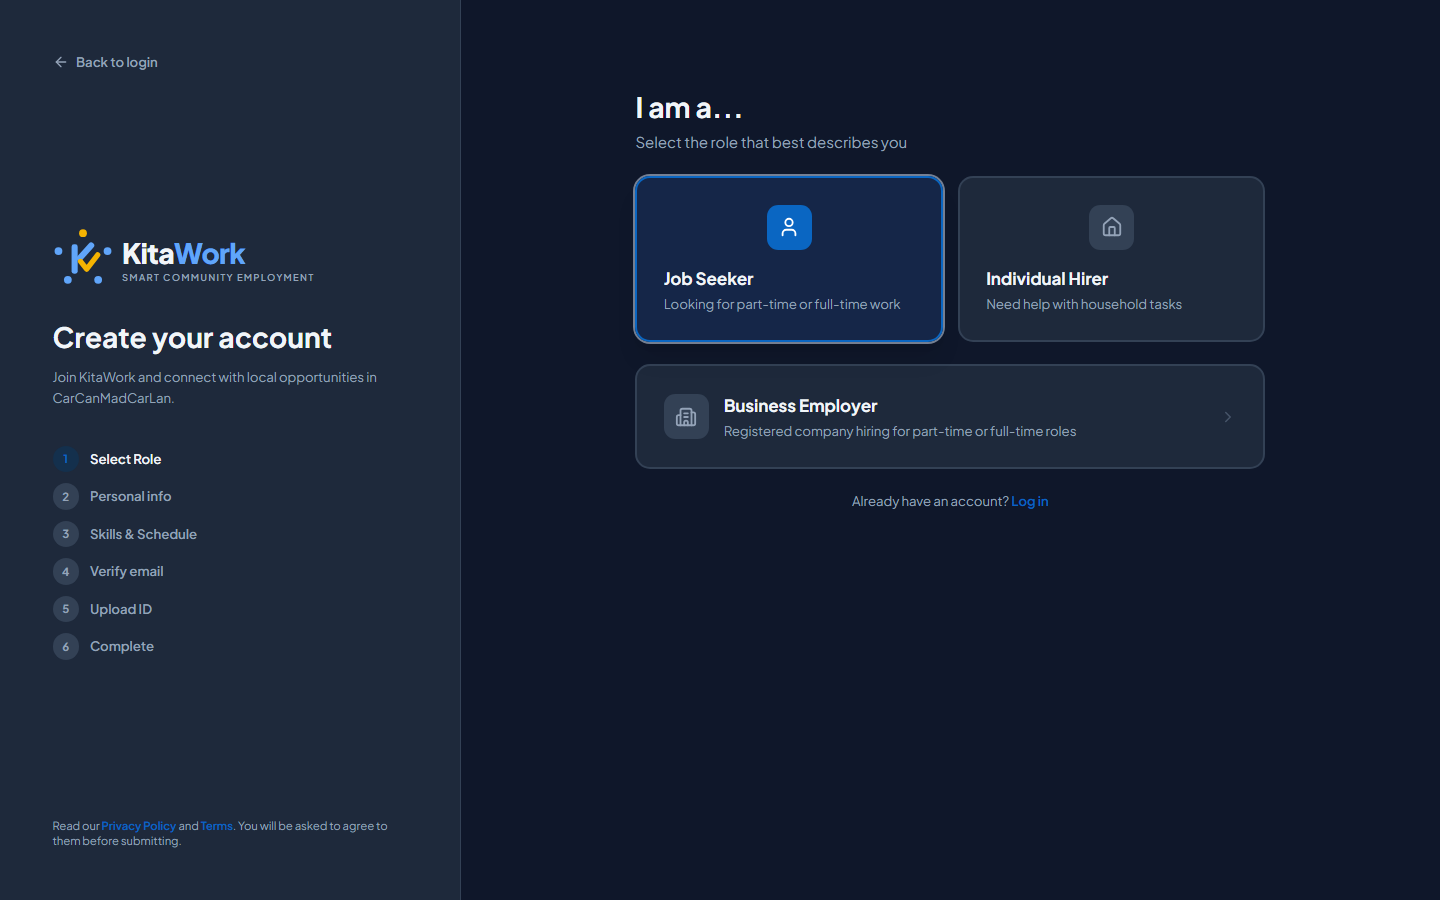 Back to login
KitaWork
SMART COMMUNITY EMPLOYMENT
Create your account
Join KitaWork and connect with local opportunities in
CarCanMadCarLan.
1 Select Role
2 Personal info
3 Skills & Schedule
4 Verify email
5 Upload ID
6 Complete
Read our Privacy Policy and Terms. You will be asked to agree to
them before submitting.
I am a...
Select the role that best describes you
Job Seeker
Looking for part-time or full-time work
Individual Hirer
Need help with household tasks
Business Employer
Registered company hiring for part-time or full-time roles
Already have an account? Log in